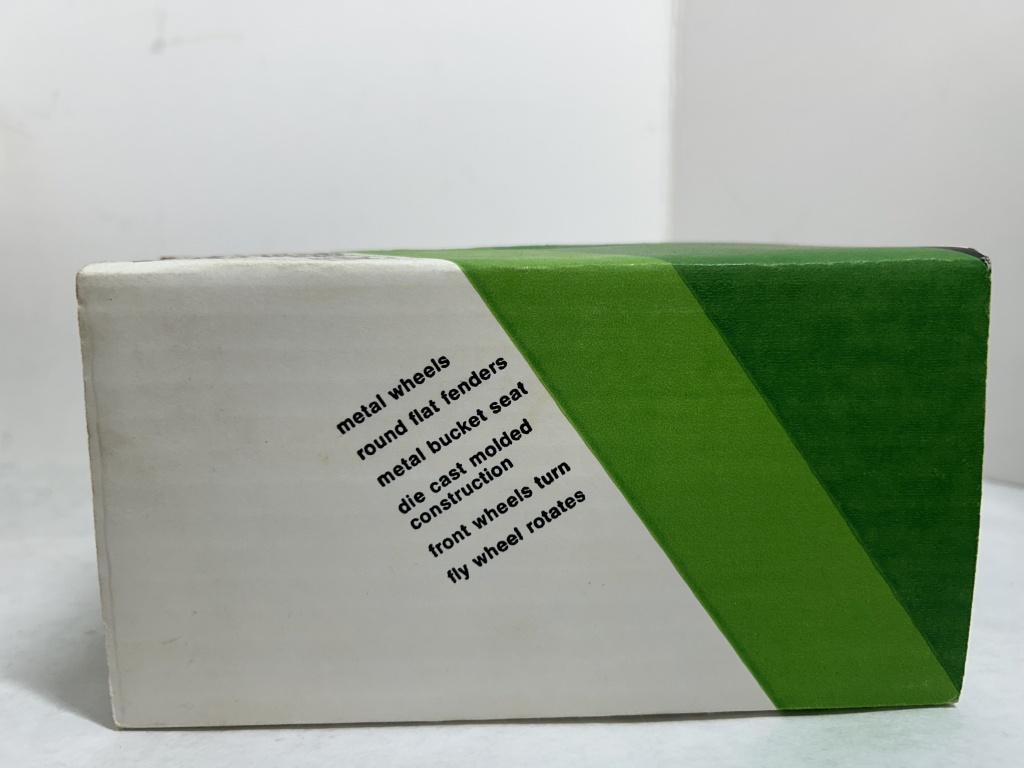 metal wheels
round flat fenders
metal bucket seat
die cast molded
construction
front wheels turn
fly wheel rotates